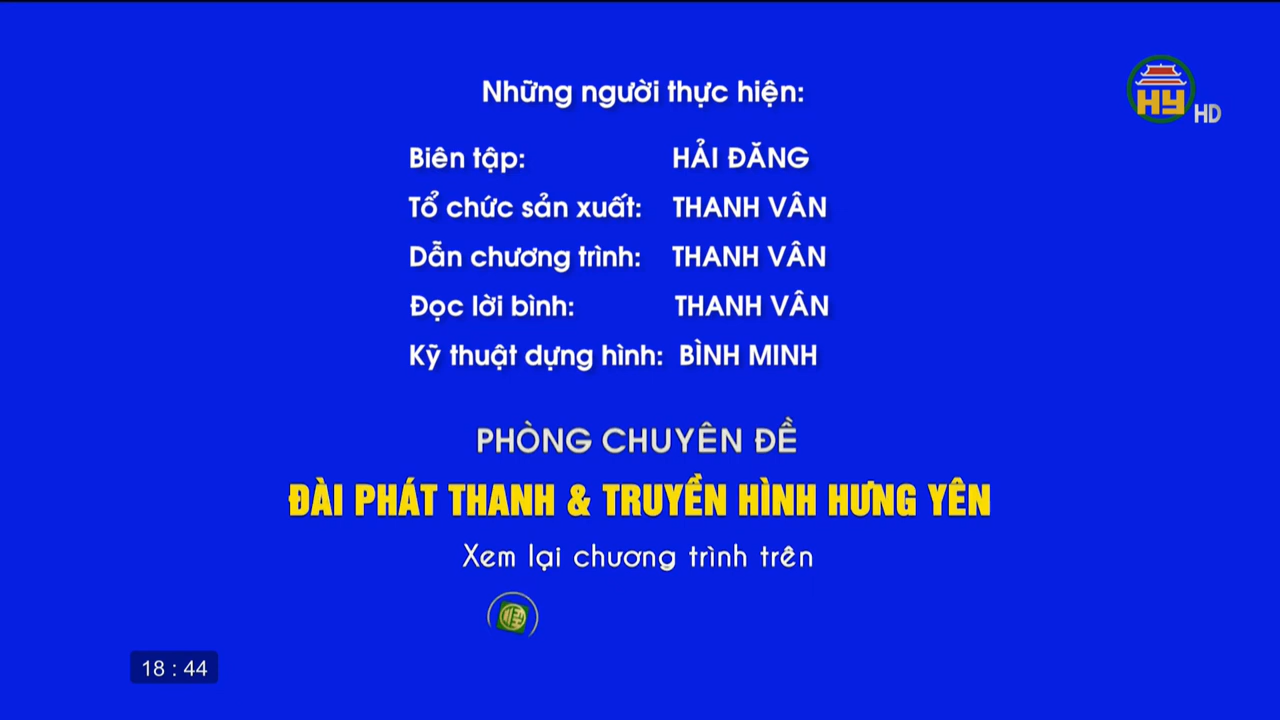 Những người thực hiện:
HY HD
Biên tập: HẢI ĐĂNG
Tổ chức sản xuất: THANH VÂN
Dẫn chương trình: THANH VÂN
Đọc lời bình: THANH VÂN
Kỹ thuật dựng hình: BÌNH MINH
PHÒNG CHUYÊN ĐỀ
ĐÀI PHÁT THANH & TRUYỀN HÌNH HƯNG YÊN
Xem lại chương trình trên
18 : 44